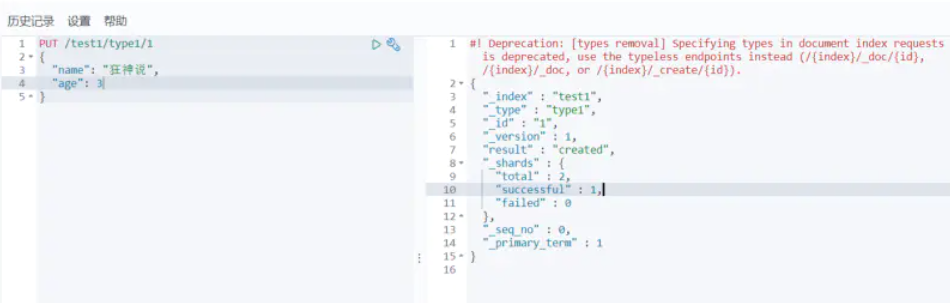 历史记录 设置 帮助
1 PUT /test1/type1/1
2 {
3 "name": "狂神说",
4 "age": 3
5 }
1 #! Deprecation: [types removal] Specifying types in document index requests
is deprecated, use the typeless endpoints instead (/{index}/_doc/{id},
/{index}/_doc, or /{index}/_create/{id}).
2 {
3 "_index" : "test1",
4 "_type" : "type1",
5 "_id" : "1",
6 "_version" : 1,
7 "result" : "created",
8 "_shards" : {
9 "total" : 2,
10 "successful" : 1,
11 "failed" : 0
12 },
13 "_seq_no" : 0,
14 "_primary_term" : 1
15 }
16